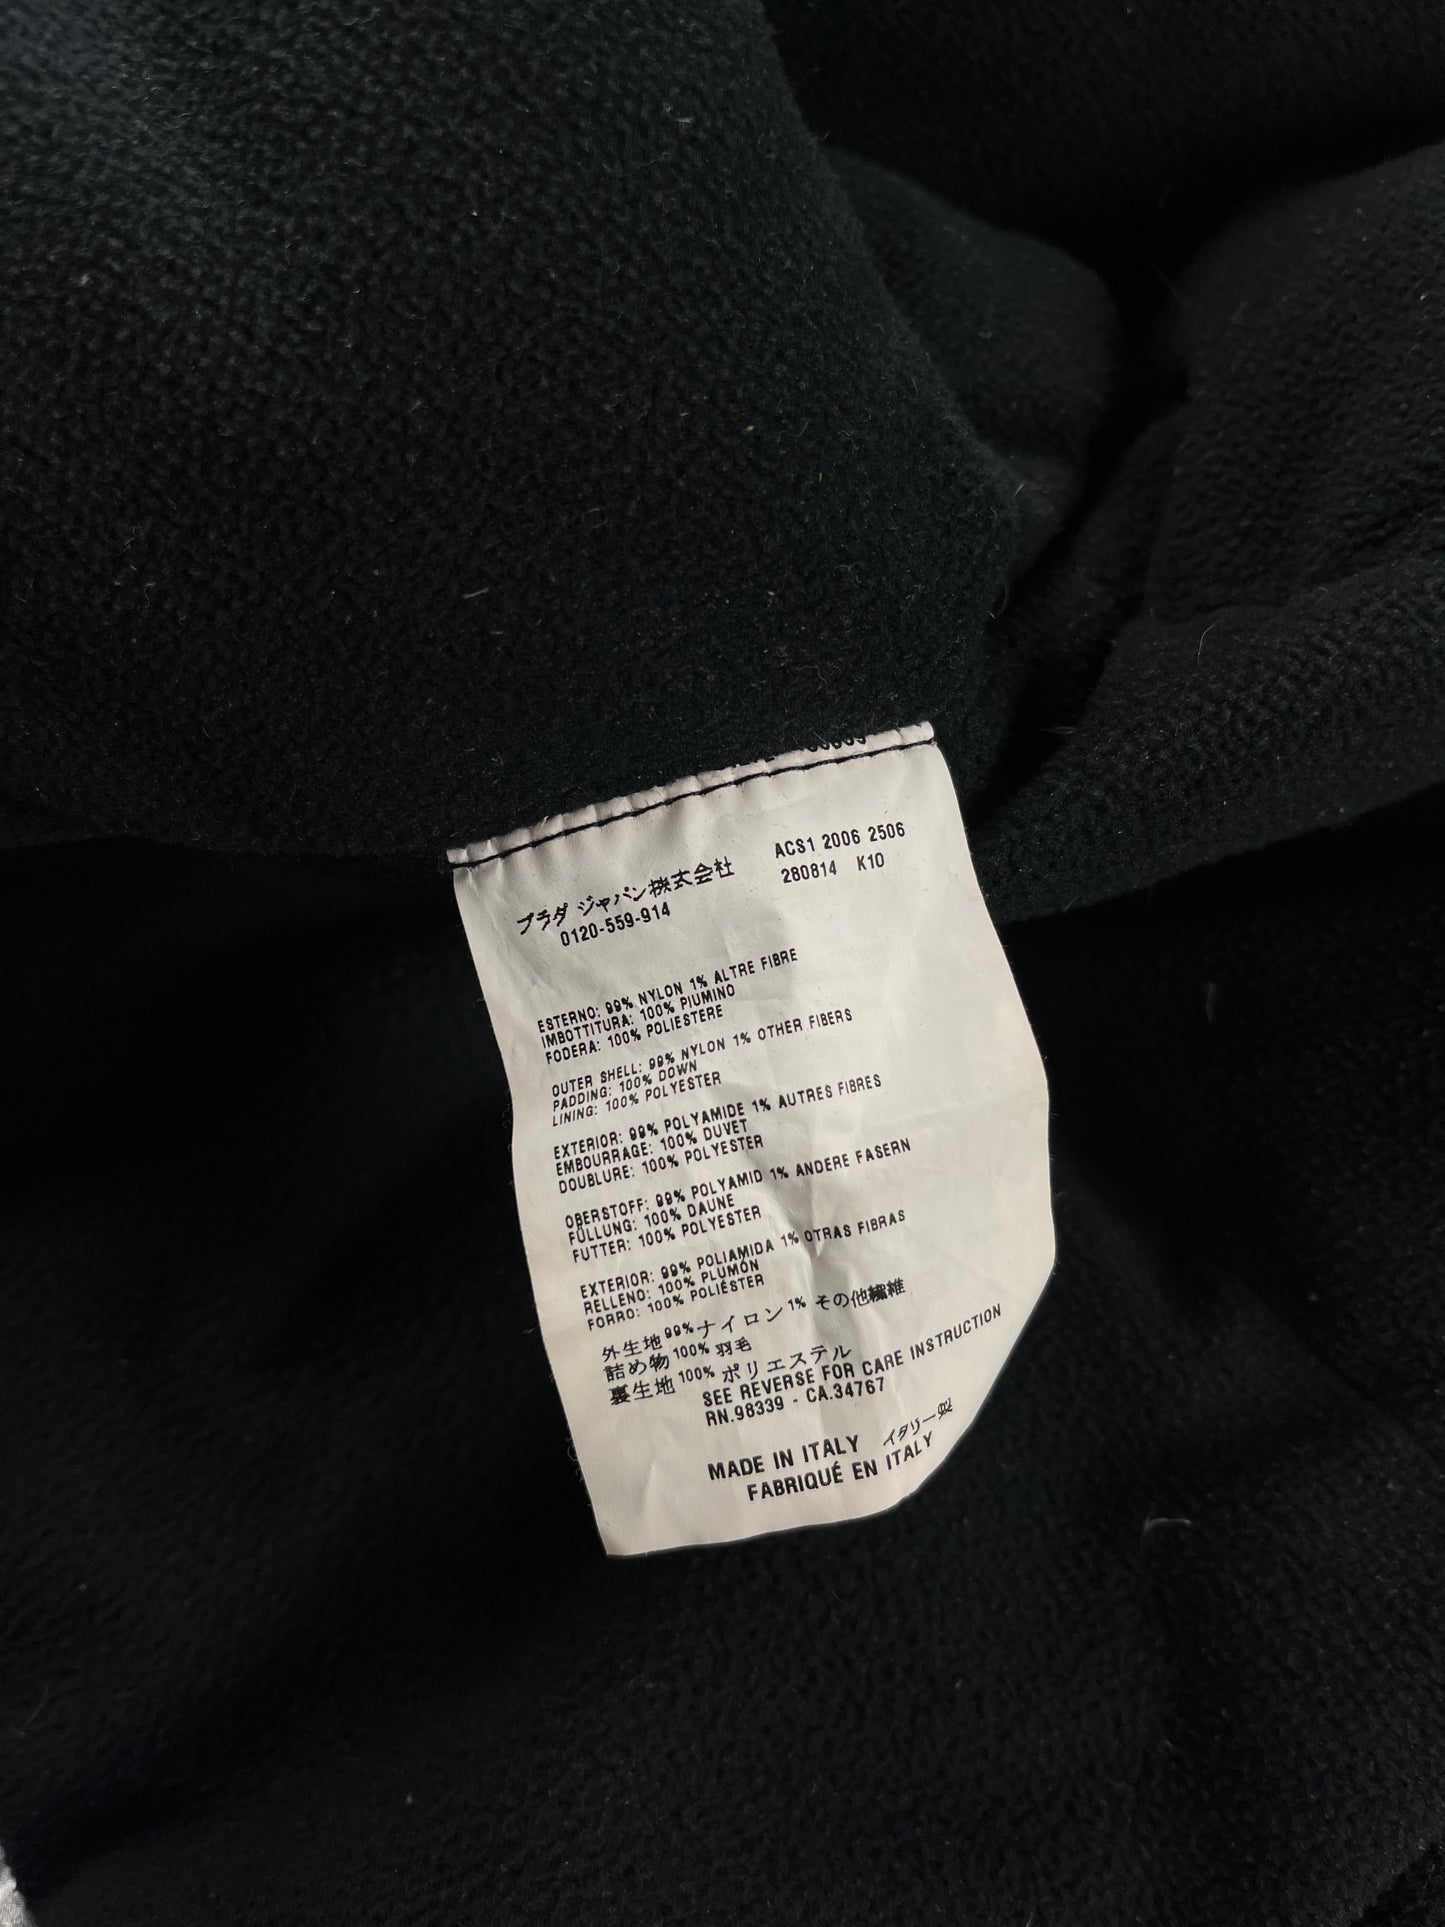 ACS1 2006 2506
280814 K10
プラダ ジャパン株式会社
0120-559-914
ESTERNO: 99% NYLON 1% ALTRE FIBRE
IMBOTTITURA: 100% PIUMINO
FODERA: 100% POLIESTERE
OUTER SHELL: 99% NYLON 1% OTHER FIBERS
PADDING: 100% DOWN
LINING: 100% POLYESTER
EXTERIOR: 99% POLYAMIDE 1% AUTRES FIBRES
EMBOURRAGE: 100% DUVET
DOUBLURE: 100% POLYESTER
OBERSTOFF: 99% POLYAMID 1% ANDERE FASERN
FÜLLUNG: 100% DAUNE
FUTTER: 100% POLYESTER
EXTERIOR: 99% POLIAMIDA 1% OTRAS FIBRAS
RELLENO: 100% PLUMÓN
FORRO: 100% POLIÉSTER
外生地 99% ナイロン 1% その他繊維
詰め物 100% 羽毛
裏生地 100% ポリエステル
SEE REVERSE FOR CARE INSTRUCTION
RN.98339 - CA.34767
MADE IN ITALY イタリー製
FABRIQUÉ EN ITALY